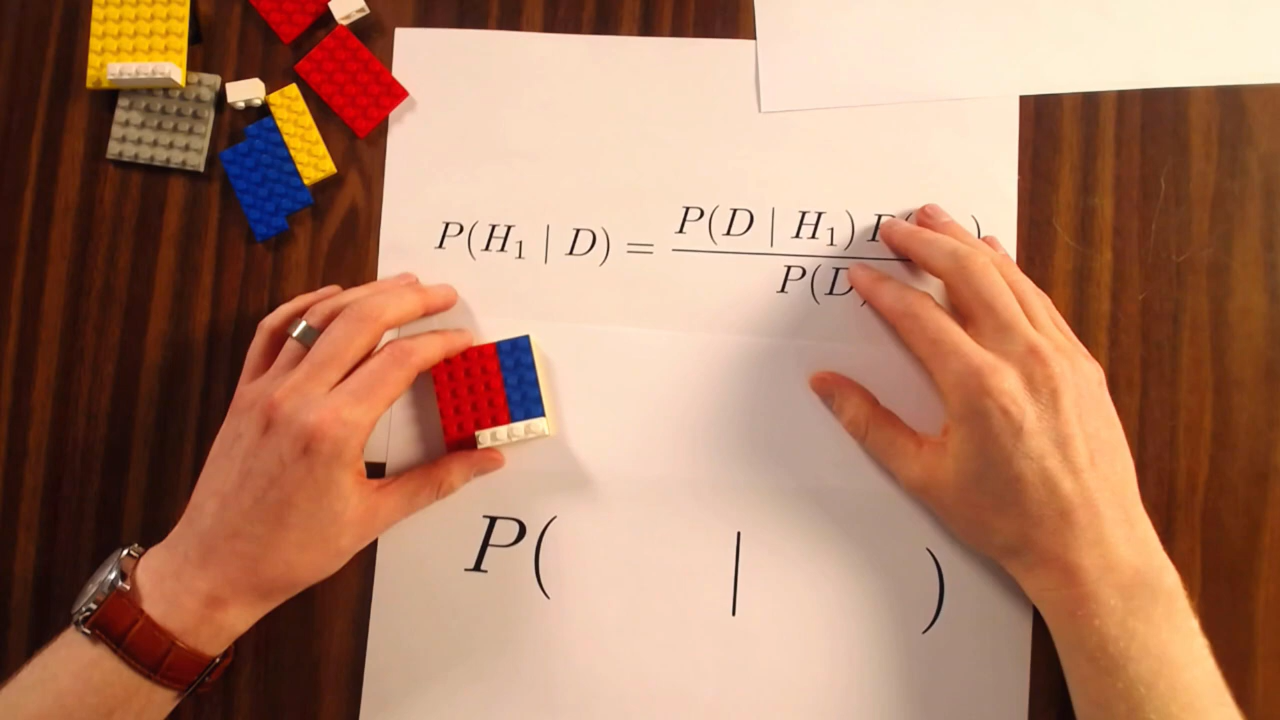 P(H₁ | D) = P(D | H₁) P( )
P(D
P( | )